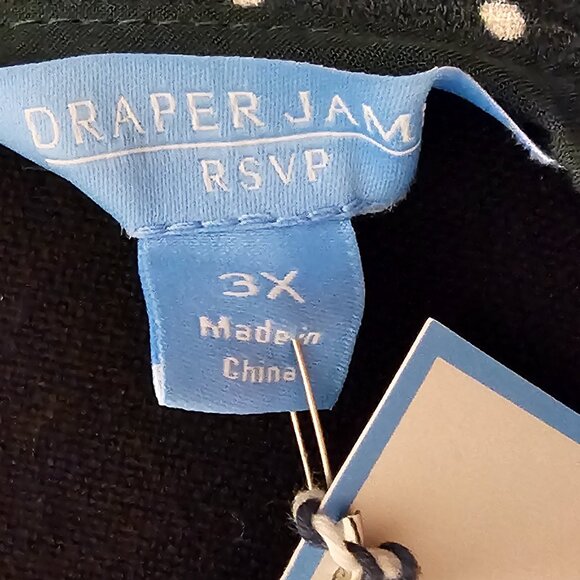 DRAPER JAM
RSVP
3X
Made in
China